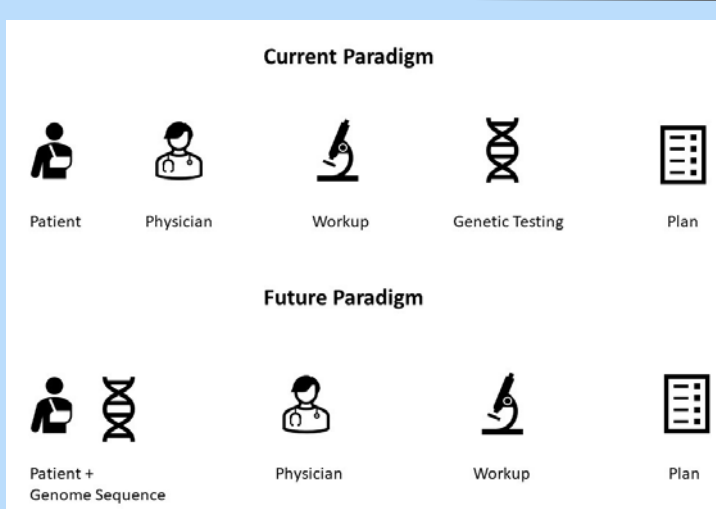 Current Paradigm
Patient Physician Workup Genetic Testing Plan
Future Paradigm
Patient + Physician Workup Plan
Genome Sequence